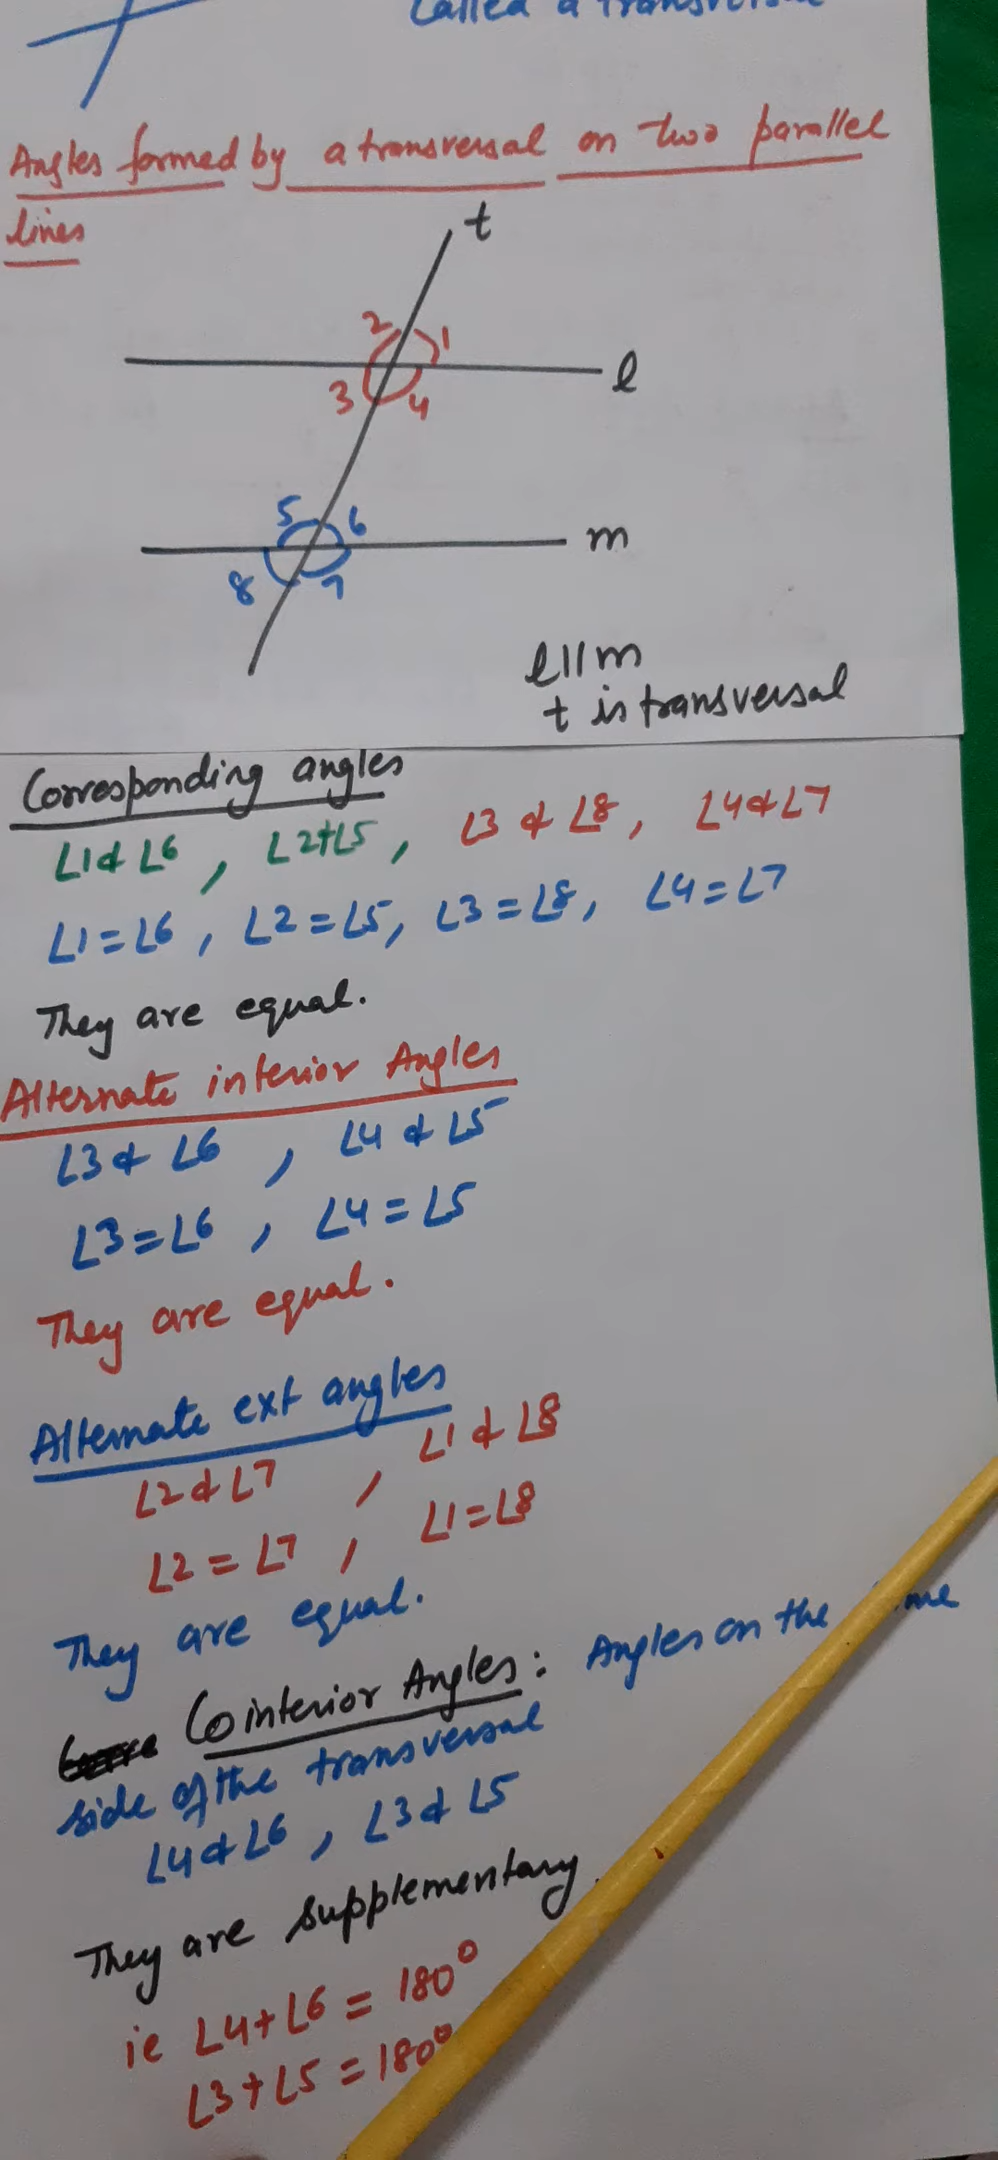 Called a transversal
Angles formed by a transversal on two parallel
lines
t
2 1
l
3 4
5 6
m
8 7
l||m
t is transversal
Corresponding angles
∠1 & ∠6 , ∠2 & ∠5 , ∠3 & ∠8 , ∠4 & ∠7
∠1 = ∠6 , ∠2 = ∠5 , ∠3 = ∠8 , ∠4 = ∠7
They are equal.
Alternate interior Angles
∠3 & ∠6 , ∠4 & ∠5
∠3 = ∠6 , ∠4 = ∠5
They are equal.
Alternate ext angles
∠2 & ∠7 , ∠1 & ∠8
∠2 = ∠7 , ∠1 = ∠8
They are equal.
Cointerior Angles : Angles on the
side of the transversal
∠4 & ∠6 , ∠3 & ∠5
They are supplementary.
ie ∠4 + ∠6 = 180°
∠3 + ∠5 = 180°